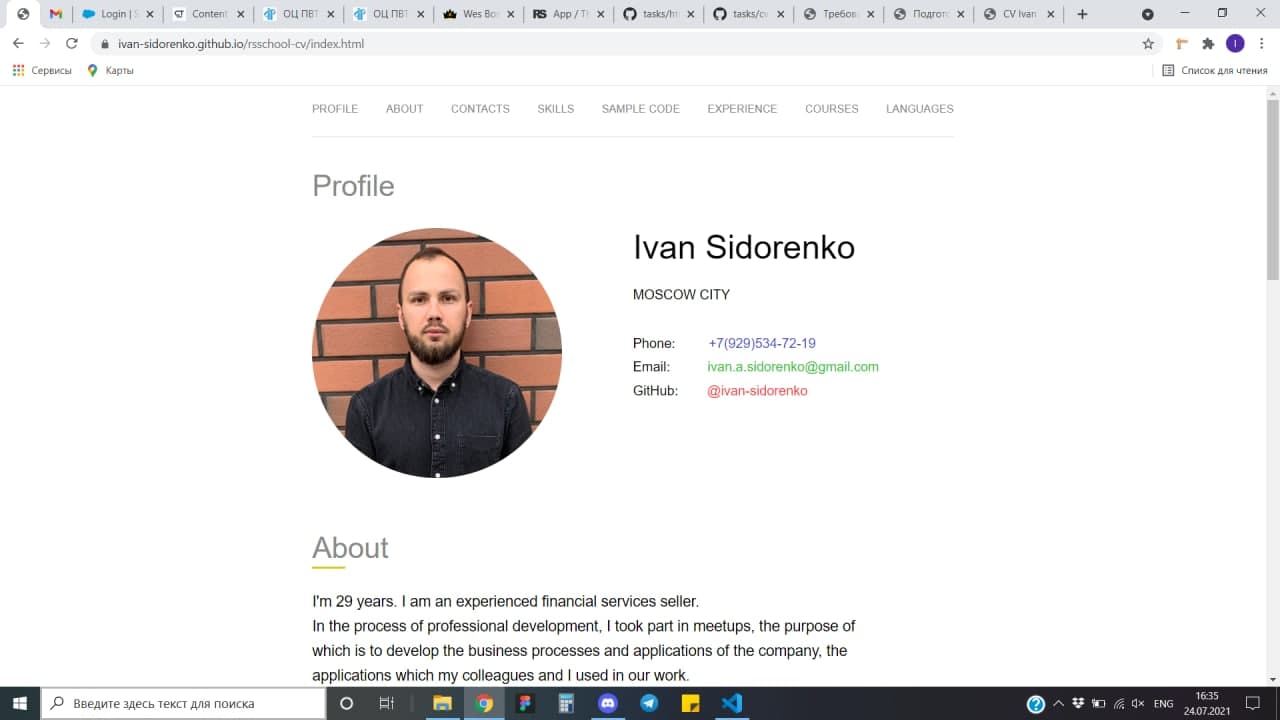 Login | S
Content
ОЦ ПВТ
ОЦ ПВТ
Wes Bos
RS App / Th
tasks/ht
tasks/cv
Требова
Подгото
CV Ivan
ivan-sidorenko.github.io/rsschool-cv/index.html
Сервисы Карты Список для чтения
PROFILE ABOUT CONTACTS SKILLS SAMPLE CODE EXPERIENCE COURSES LANGUAGES
Profile
Ivan Sidorenko
MOSCOW CITY
Phone: +7(929)534-72-19
Email: ivan.a.sidorenko@gmail.com
GitHub: @ivan-sidorenko
About
I'm 29 years. I am an experienced financial services seller.
In the process of professional development, I took part in meetups, the purpose of
which is to develop the business processes and applications of the company, the
applications which my colleagues and I used in our work.
Введите здесь текст для поиска
ENG
16:35
24.07.2021